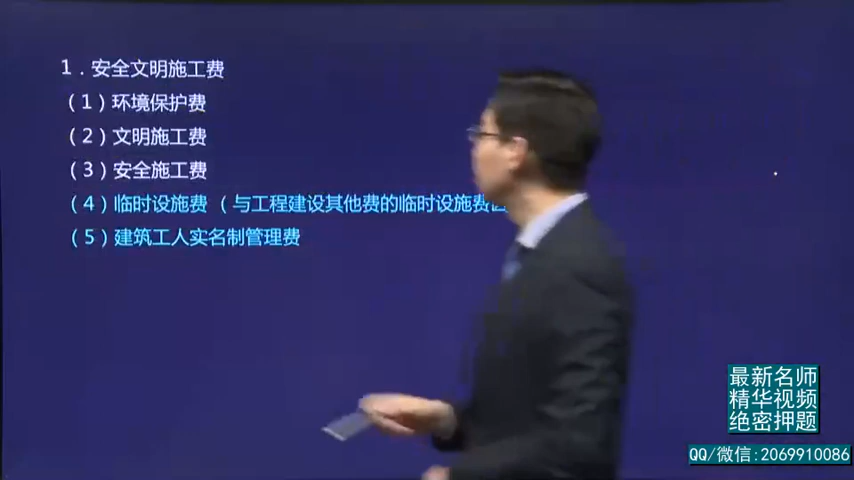 1．安全文明施工费
（1）环境保护费
（2）文明施工费
（3）安全施工费
（4）临时设施费（与工程建设其他费的临时设施费
（5）建筑工人实名制管理费
最新名师
精华视频
绝密押题
QQ/微信:2069910086